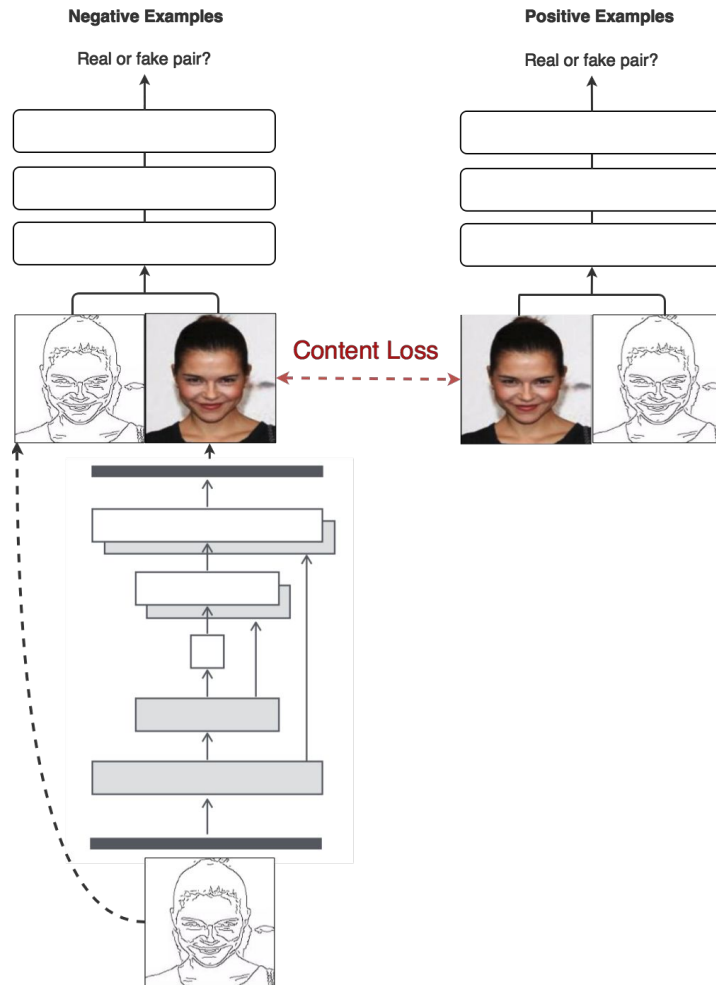 Negative Examples
Positive Examples
Real or fake pair?
Real or fake pair?
Content Loss